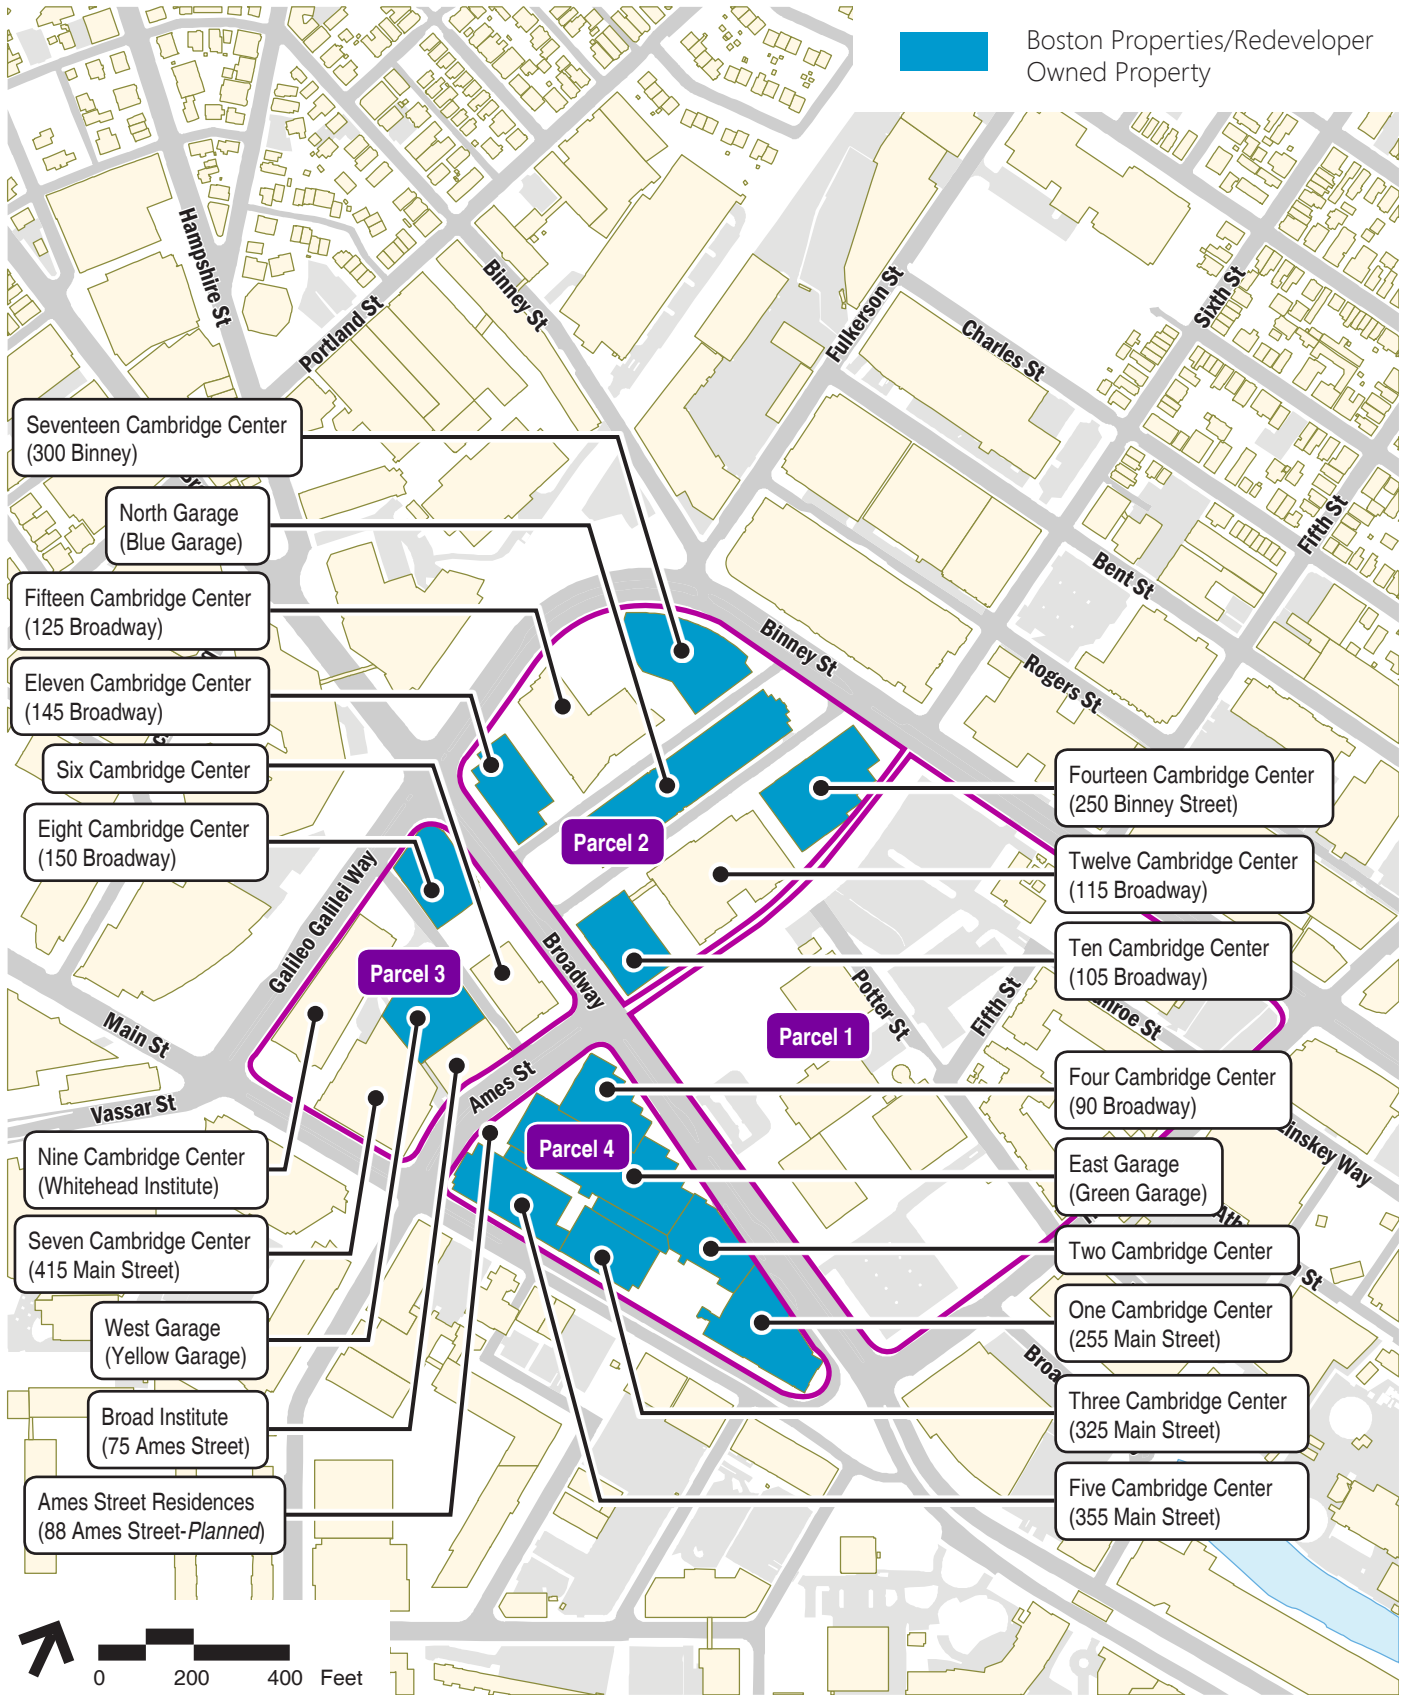 Boston Properties/Redeveloper
Owned Property
Hampshire St
Portland St
Binney St
Fulkerson St
Charles St
Sixth St
Fifth St
Bent St
Rogers St
Binney St
Seventeen Cambridge Center
(300 Binney)
North Garage
(Blue Garage)
Fifteen Cambridge Center
(125 Broadway)
Eleven Cambridge Center
(145 Broadway)
Six Cambridge Center
Eight Cambridge Center
(150 Broadway)
Fourteen Cambridge Center
(250 Binney Street)
Twelve Cambridge Center
(115 Broadway)
Ten Cambridge Center
(105 Broadway)
Parcel 2
Parcel 3
Parcel 1
Parcel 4
Galileo Galilei Way
Broadway
Potter St
Fifth St
Main St
Vassar St
Ames St
Four Cambridge Center
(90 Broadway)
East Garage
(Green Garage)
Two Cambridge Center
One Cambridge Center
(255 Main Street)
Three Cambridge Center
(325 Main Street)
Five Cambridge Center
(355 Main Street)
Nine Cambridge Center
(Whitehead Institute)
Seven Cambridge Center
(415 Main Street)
West Garage
(Yellow Garage)
Broad Institute
(75 Ames Street)
Ames Street Residences
(88 Ames Street-Planned)
0 200 400 Feet